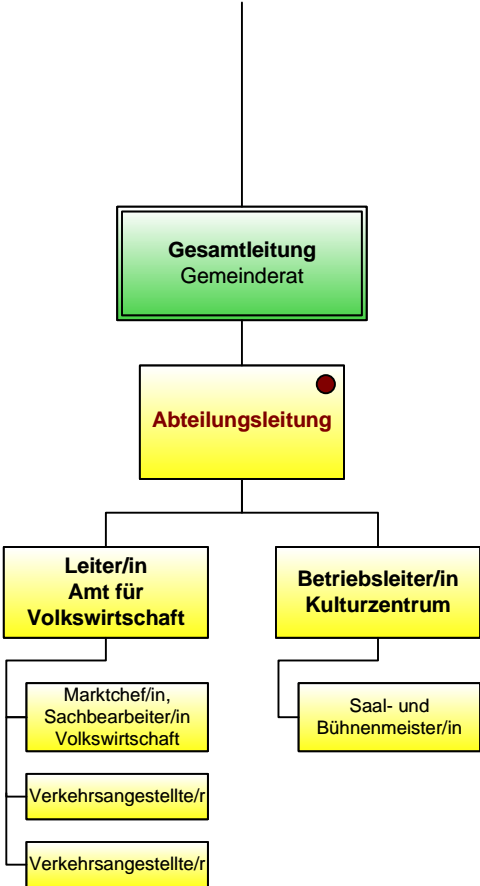 Gesamtleitung
Gemeinderat
Abteilungsleitung
Leiter/in
Amt für
Volkswirtschaft
Betriebsleiter/in
Kulturzentrum
Marktchef/in,
Sachbearbeiter/in
Volkswirtschaft
Saal- und
Bühnenmeister/in
Verkehrsangestellte/r
Verkehrsangestellte/r